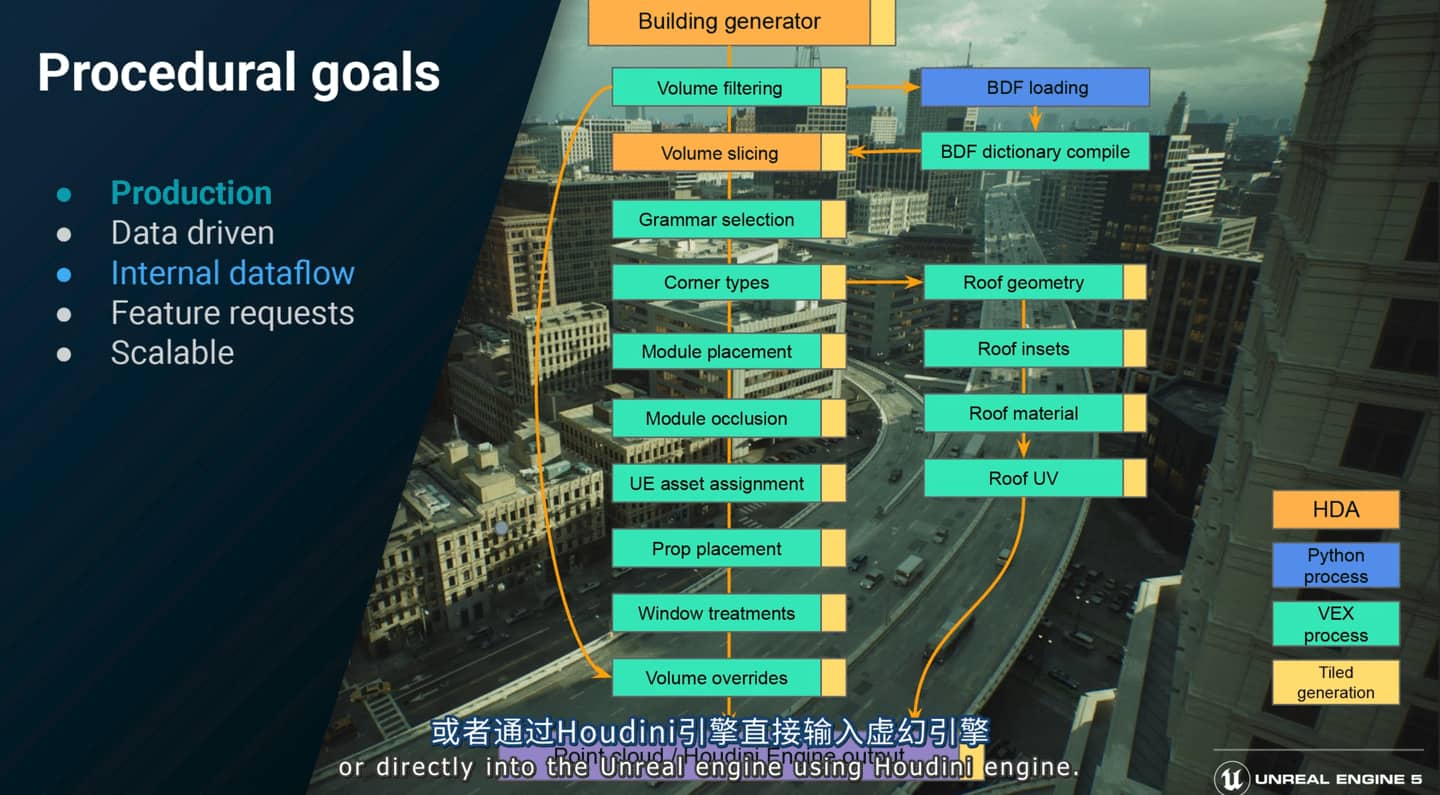 Procedural goals
Production
Data driven
Internal dataflow
Feature requests
Scalable
Building generator
Volume filtering
BDF loading
Volume slicing
BDF dictionary compile
Grammar selection
Corner types
Roof geometry
Module placement
Roof insets
Module occlusion
Roof material
UE asset assignment
Roof UV
Prop placement
Window treatments
Volume overrides
HDA
Python
process
VEX
process
Tiled
generation
Point cloud / Houdini Engine output
或者通过Houdini引擎直接输入虚幻引擎
or directly into the Unreal engine using Houdini engine.
UNREAL ENGINE 5